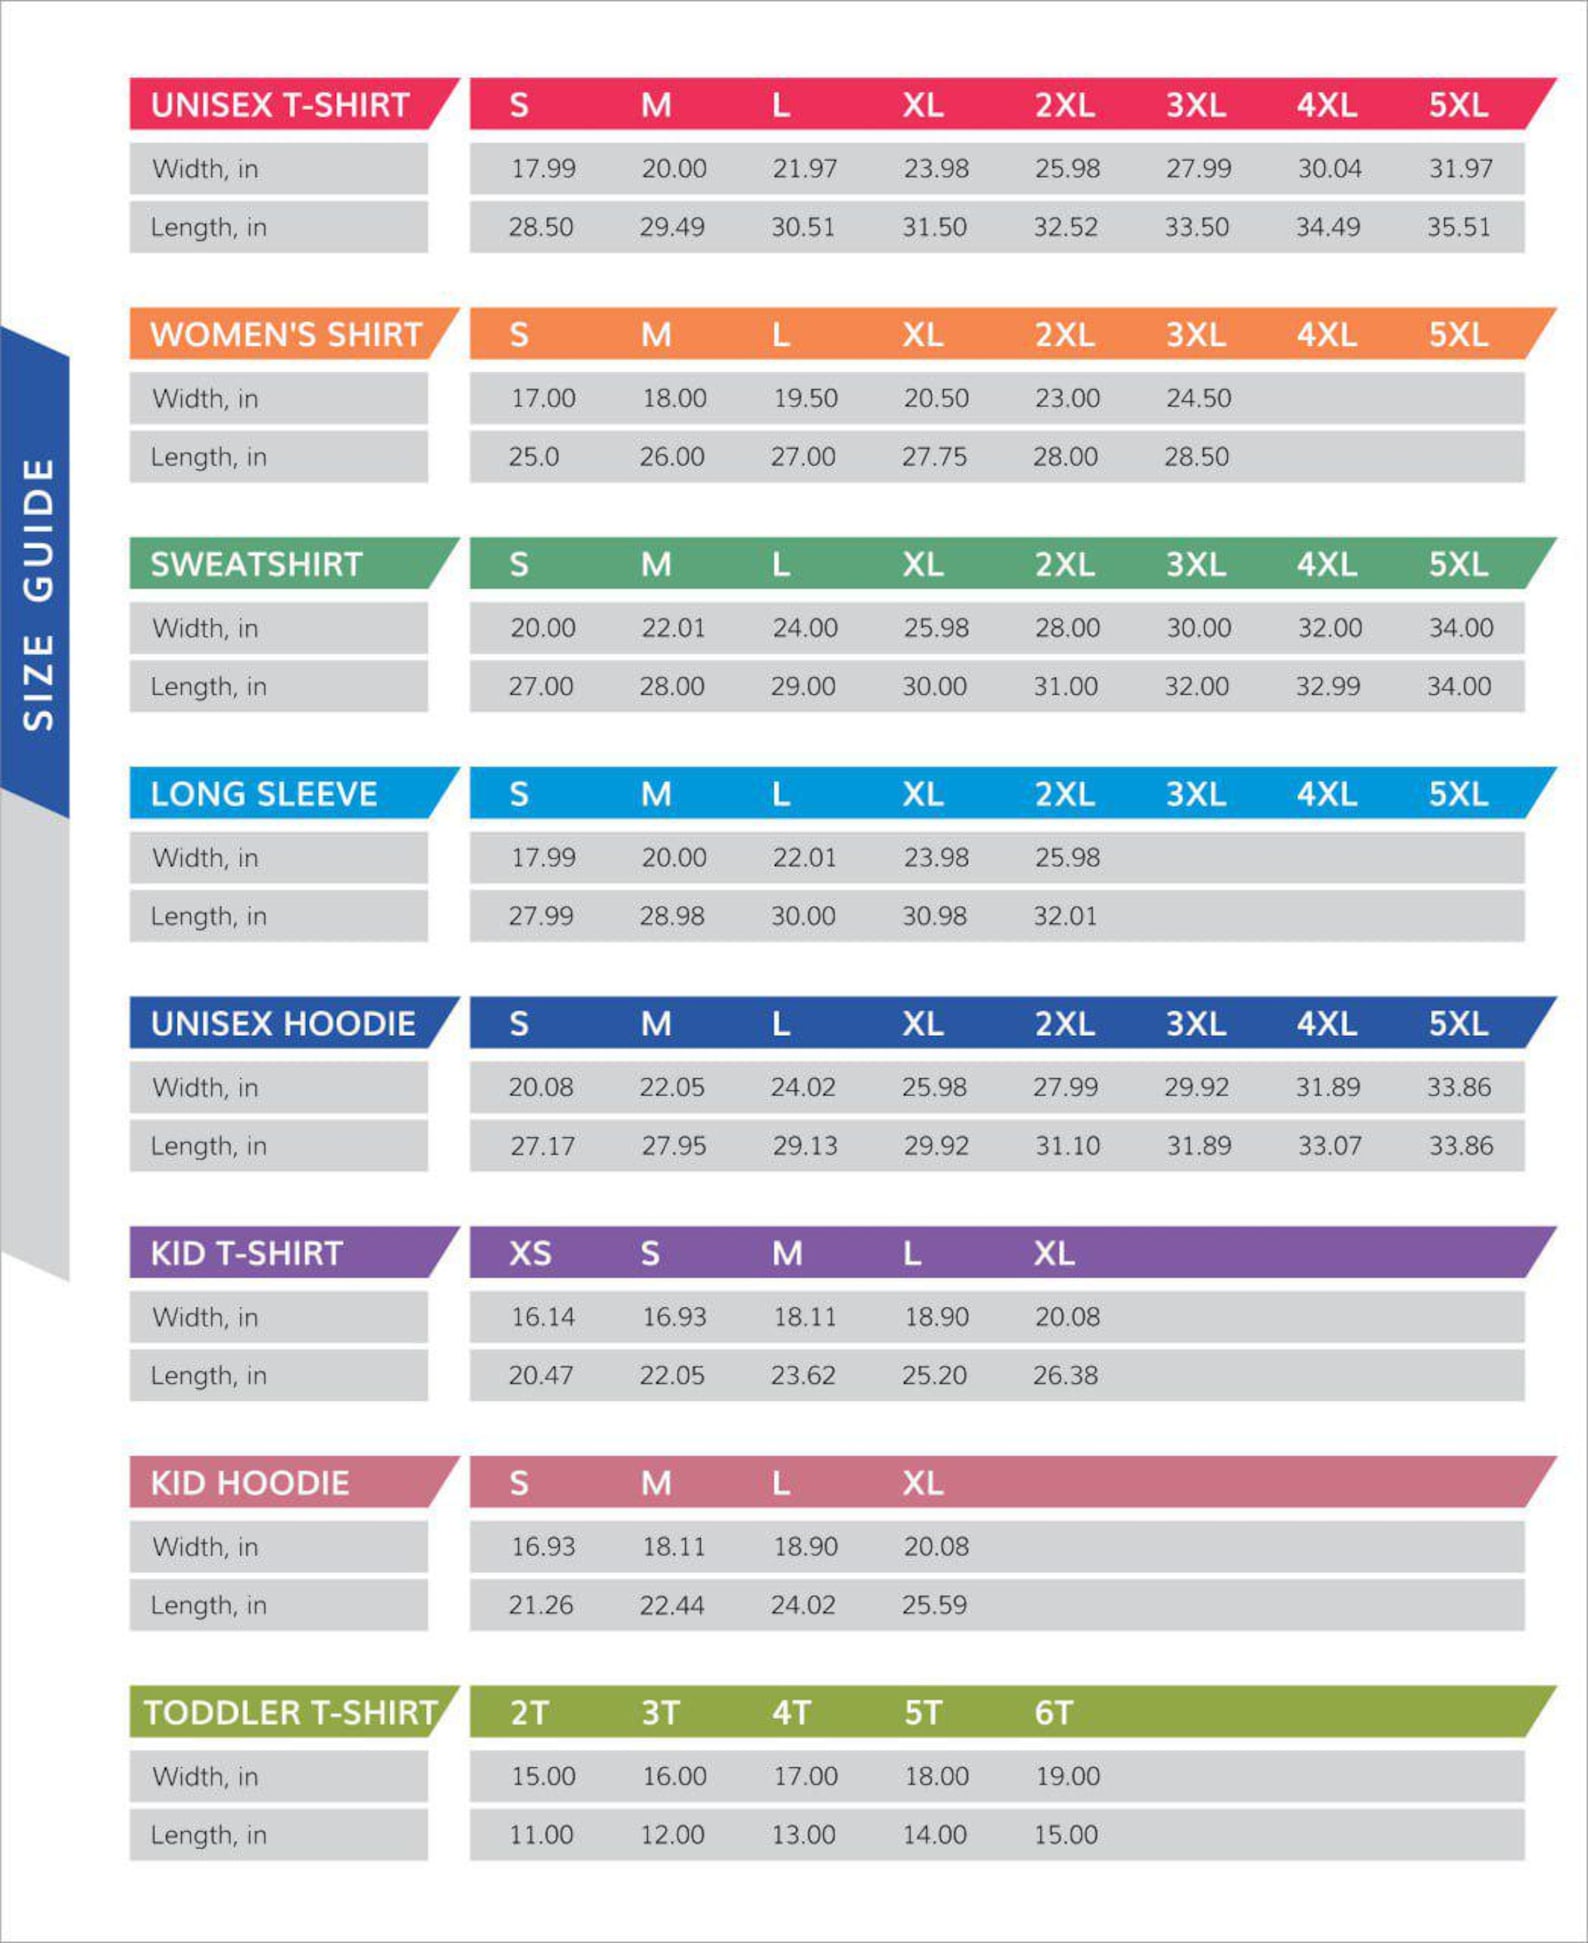 UNISEX T-SHIRT S M L XL 2XL 3XL 4XL 5XL
Width, in 17.99 20.00 21.97 23.98 25.98 27.99 30.04 31.97
Length, in 28.50 29.49 30.51 31.50 32.52 33.50 34.49 35.51
WOMEN'S SHIRT S M L XL 2XL 3XL 4XL 5XL
Width, in 17.00 18.00 19.50 20.50 23.00 24.50
Length, in 25.0 26.00 27.00 27.75 28.00 28.50
SIZE GUIDE
SWEATSHIRT S M L XL 2XL 3XL 4XL 5XL
Width, in 20.00 22.01 24.00 25.98 28.00 30.00 32.00 34.00
Length, in 27.00 28.00 29.00 30.00 31.00 32.00 32.99 34.00
LONG SLEEVE S M L XL 2XL 3XL 4XL 5XL
Width, in 17.99 20.00 22.01 23.98 25.98
Length, in 27.99 28.98 30.00 30.98 32.01
UNISEX HOODIE S M L XL 2XL 3XL 4XL 5XL
Width, in 20.08 22.05 24.02 25.98 27.99 29.92 31.89 33.86
Length, in 27.17 27.95 29.13 29.92 31.10 31.89 33.07 33.86
KID T-SHIRT XS S M L XL
Width, in 16.14 16.93 18.11 18.90 20.08
Length, in 20.47 22.05 23.62 25.20 26.38
KID HOODIE S M L XL
Width, in 16.93 18.11 18.90 20.08
Length, in 21.26 22.44 24.02 25.59
TODDLER T-SHIRT 2T 3T 4T 5T 6T
Width, in 15.00 16.00 17.00 18.00 19.00
Length, in 11.00 12.00 13.00 14.00 15.00